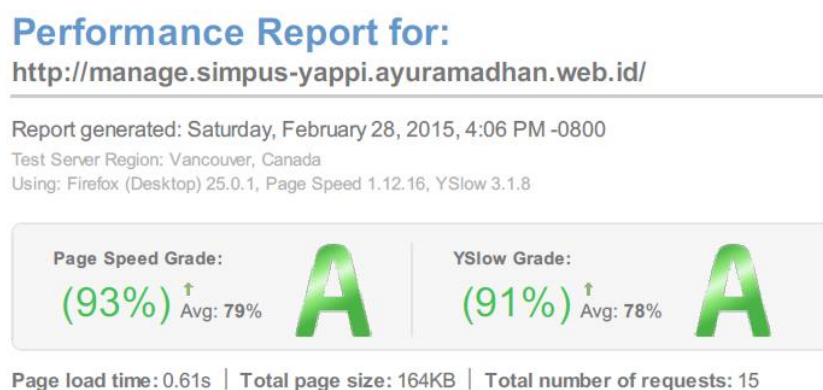 Performance Report for:
http://manage.simpus-yappi.ayuramadhan.web.id/
Report generated: Saturday, February 28, 2015, 4:06 PM -0800
Test Server Region: Vancouver, Canada
Using: Firefox (Desktop) 25.0.1, Page Speed 1.12.16, YSlow 3.1.8
Page Speed Grade:
(93%) ↑ Avg: 79% A
YSlow Grade:
(91%) ↑ Avg: 78% A
Page load time: 0.61s | Total page size: 164KB | Total number of requests: 15